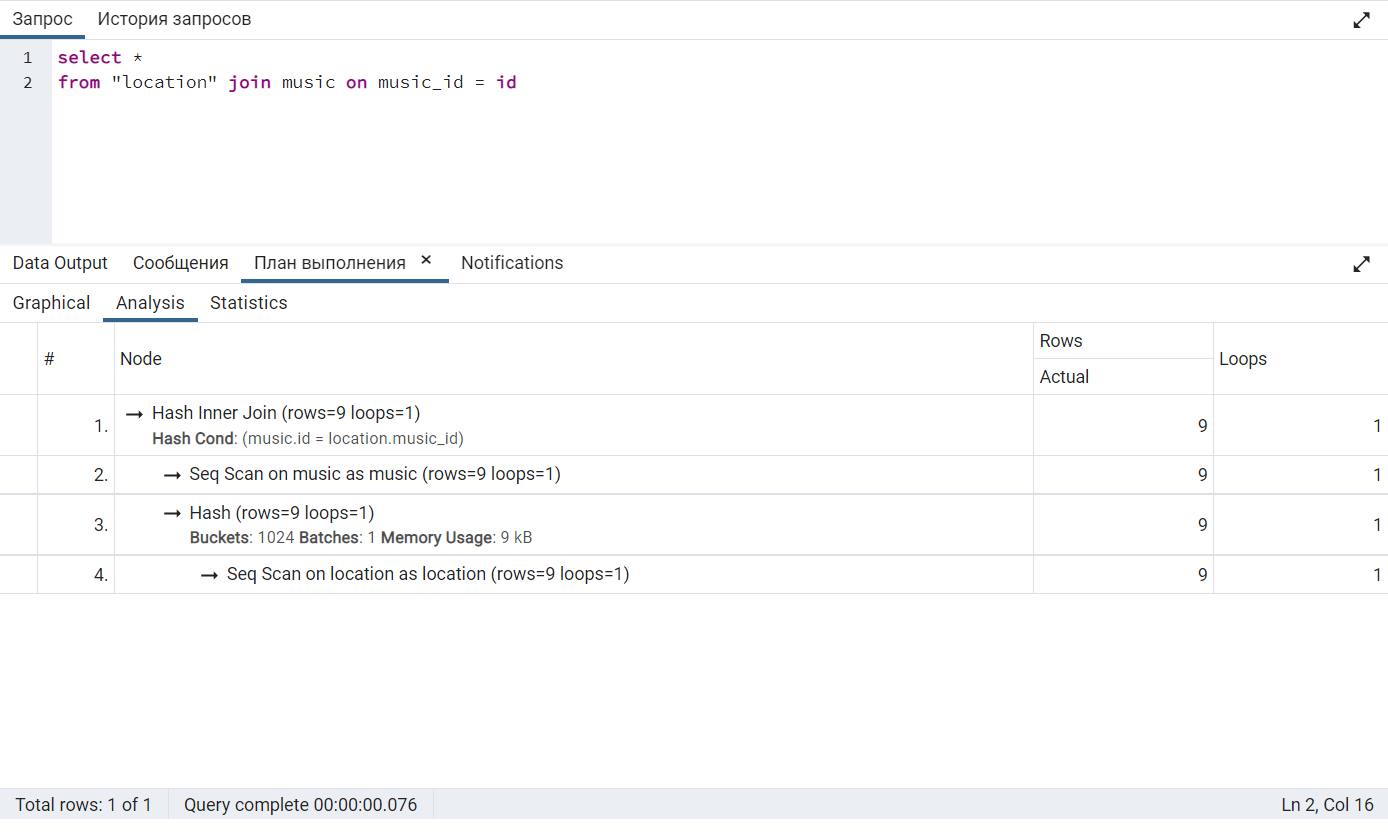 Запрос История запросов
1 select *
2 from "location" join music on music_id = id
Data Output Сообщения План выполнения × Notifications
Graphical Analysis Statistics
# Node Rows Loops
Actual
1. → Hash Inner Join (rows=9 loops=1) 9 1
Hash Cond: (music.id = location.music_id)
2. → Seq Scan on music as music (rows=9 loops=1) 9 1
3. → Hash (rows=9 loops=1) 9 1
Buckets: 1024 Batches: 1 Memory Usage: 9 kB
4. → Seq Scan on location as location (rows=9 loops=1) 9 1
Total rows: 1 of 1 Query complete 00:00:00.076 Ln 2, Col 16